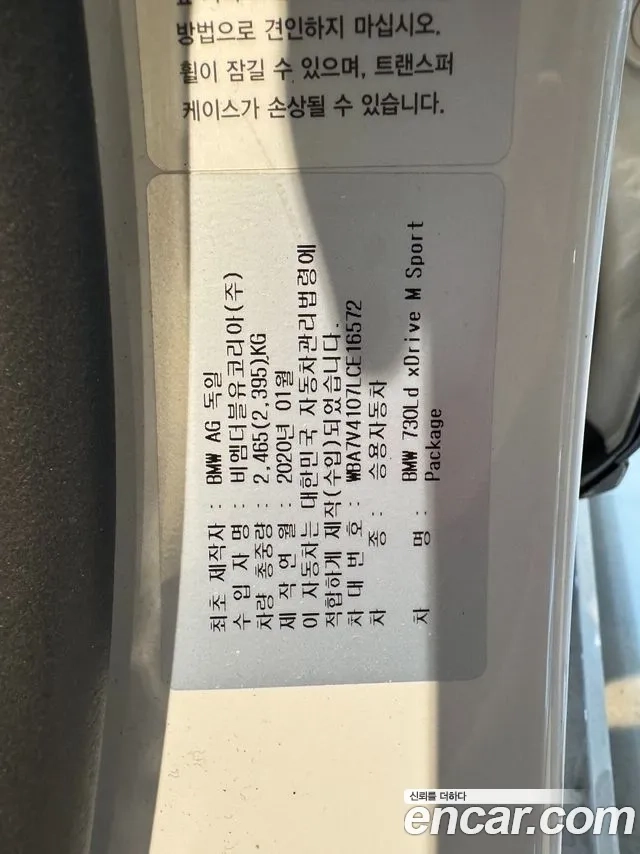 방법으로 견인하지 마십시오.
휠이 잠길 수 있으며, 트랜스퍼
케이스가 손상될 수 있습니다.
최초 제작자 : BMW AG 독일
수 입 자 명 : 비엠더블유코리아(주)
차량 총중량 : 2,465(2,395)KG
제 작 연 월 : 2020년 01월
이 자동차는 대한민국 자동차관리법령에
적합하게 제작(수입)되었습니다.
차 대 번 호 : WBA7V4107LCE16572
차 종 : 승용자동차
차 명 : BMW 730Ld xDrive M Sport
Package
신뢰를 더하다
encar.com